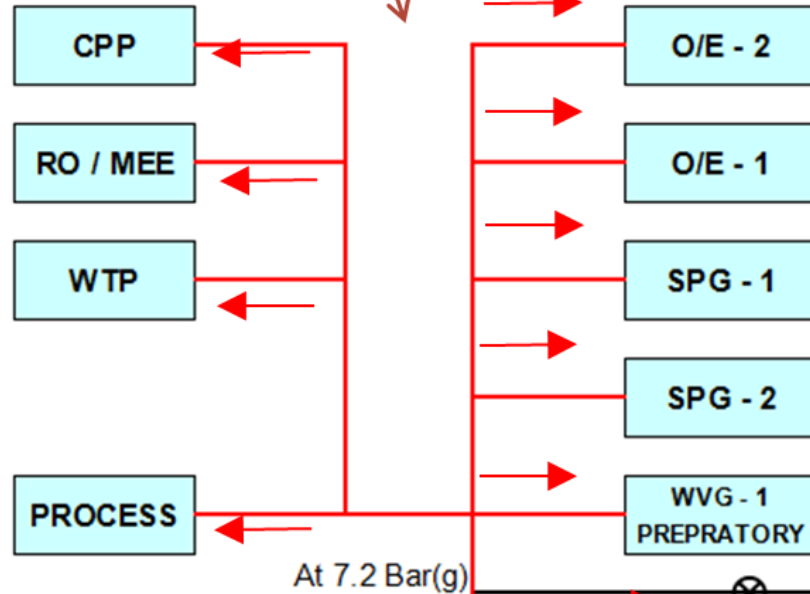 CPP
O/E - 2
RO / MEE
O/E - 1
WTP
SPG - 1
SPG - 2
PROCESS
WVG - 1
PREPRATORY
At 7.2 Bar(g)